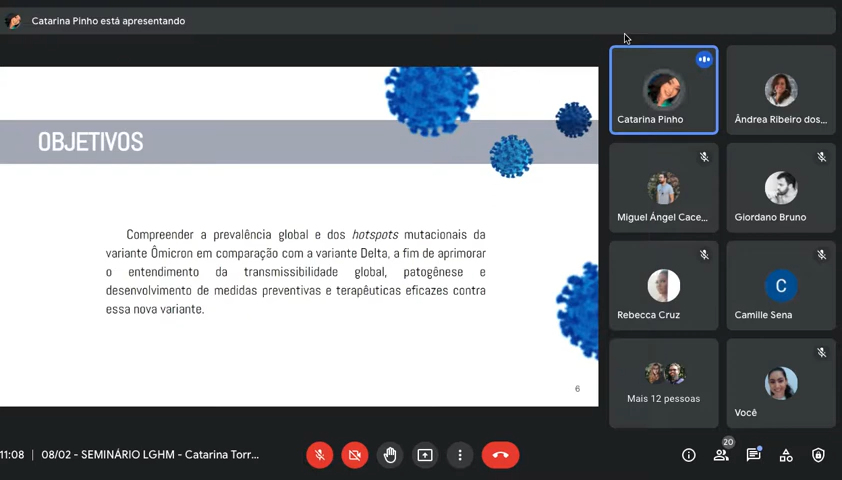 Catarina Pinho está apresentando
OBJETIVOS
Compreender a prevalência global e dos hotspots mutacionais da
variante Ômicron em comparação com a variante Delta, a fim de aprimorar
o entendimento da transmissibilidade global, patogênese e
desenvolvimento de medidas preventivas e terapêuticas eficazes contra
essa nova variante.
6
Catarina Pinho
Ândrea Ribeiro dos...
Miguel Ángel Cace...
Giordano Bruno
Rebecca Cruz
C
Camille Sena
Mais 12 pessoas
Você
11:08 | 08/02 - SEMINÁRIO LGHM - Catarina Torr...
20